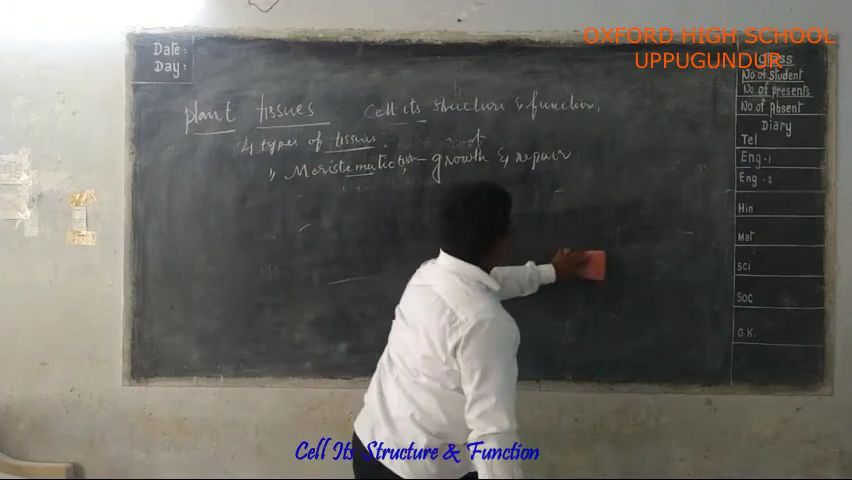 OXFORD HIGH SCHOOL
UPPUGUNDUR
Date:
Day:
Class
No of student
No of presents
No of Absent
Diary
Tel
Eng-1
Eng-2
Hin
Mat
Sci
Soc
G.K.
plant tissues Cell its structure & function;
4 types of tissues:
root
1, Meristematic - growth & repair.
Cell Its Structure & Function